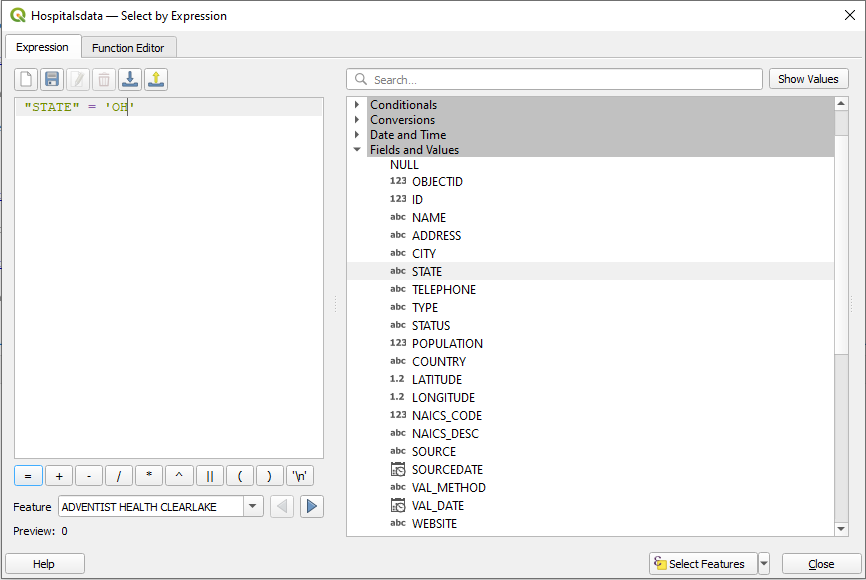 Hospitalsdata — Select by Expression
Expression
Function Editor
Search...
Show Values
"STATE" = 'OH'
Conditionals
Conversions
Date and Time
Fields and Values
NULL
123 OBJECTID
123 ID
abc NAME
abc ADDRESS
abc CITY
abc STATE
abc TELEPHONE
abc TYPE
abc STATUS
123 POPULATION
abc COUNTRY
1.2 LATITUDE
1.2 LONGITUDE
123 NAICS_CODE
abc NAICS_DESC
abc SOURCE
SOURCEDATE
abc VAL_METHOD
VAL_DATE
abc WEBSITE
= + - / * ^ || ( ) '\n'
Feature ADVENTIST HEALTH CLEARLAKE
Preview: 0
Help
Select Features
Close